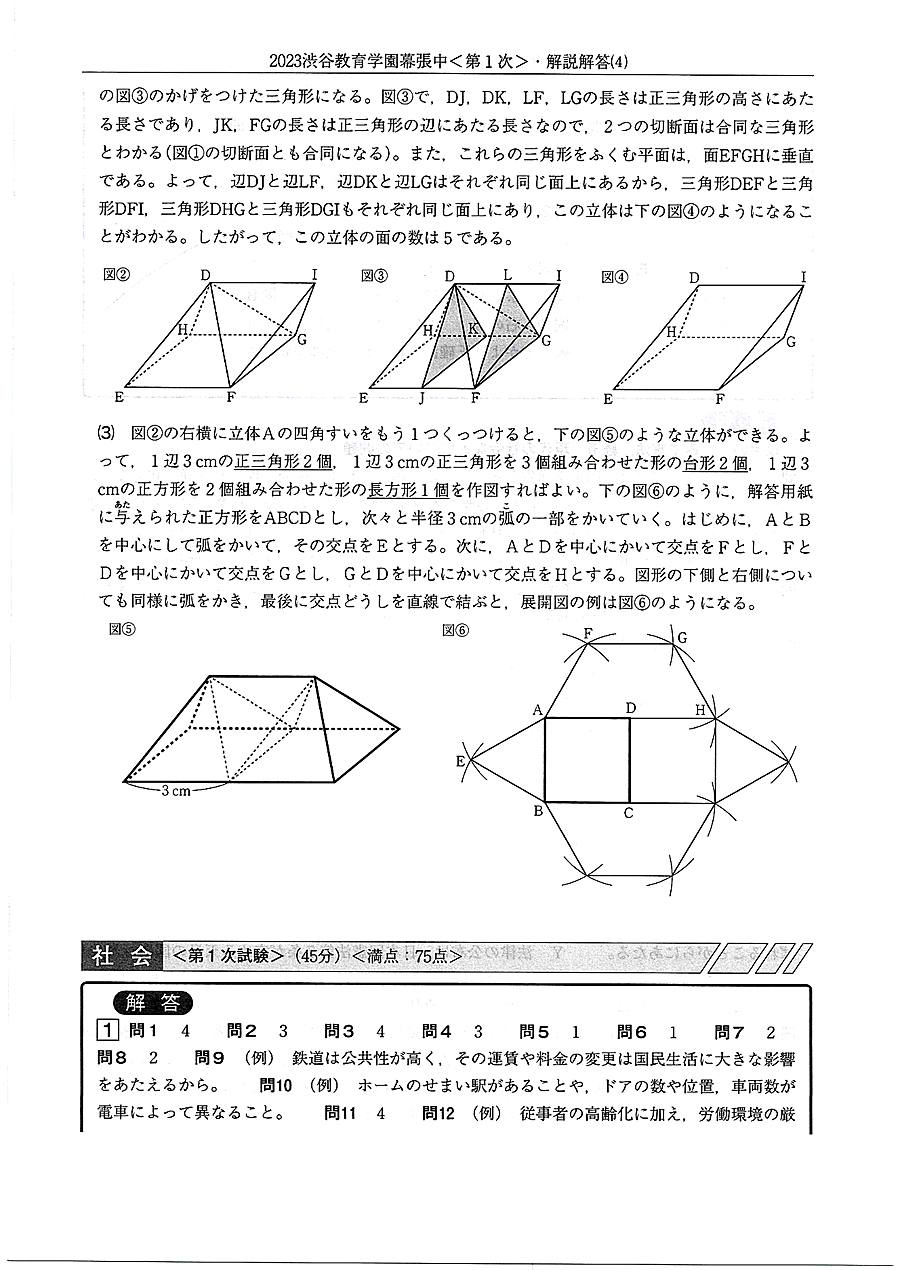 2023渋谷教育学園幕張中＜第1次＞・解説解答(4)
の図③のかげをつけた三角形になる。図③で，DJ，DK，LF，LGの長さは正三角形の高さにあた
る長さであり，JK，FGの長さは正三角形の辺にあたる長さなので，2つの切断面は合同な三角形
とわかる(図①の切断面とも合同になる)。また，これらの三角形をふくむ平面は，面EFGHに垂直
である。よって，辺DJと辺LF，辺DKと辺LGはそれぞれ同じ面上にあるから，三角形DEFと三角
形DFI，三角形DHGと三角形DGIもそれぞれ同じ面上にあり，この立体は下の図④のようになるこ
とがわかる。したがって，この立体の面の数は5である。
図② D I H G E F
図③ D L I H K G E J F
図④ D I H G E F
(3) 図②の右横に立体Aの四角すいをもう1つくっつけると，下の図⑤のような立体ができる。よ
って，1辺3cmの正三角形2個，1辺3cmの正三角形を3個組み合わせた形の台形2個，1辺3
cmの正方形を2個組み合わせた形の長方形1個を作図すればよい。下の図⑥のように，解答用紙
あた こ
に与えられた正方形をABCDとし，次々と半径3cmの弧の一部をかいていく。はじめに，AとB
を中心にして弧をかいて，その交点をEとする。次に，AとDを中心にかいて交点をFとし，Fと
Dを中心にかいて交点をGとし，GとDを中心にかいて交点をHとする。図形の下側と右側につい
ても同様に弧をかき，最後に交点どうしを直線で結ぶと，展開図の例は図⑥のようになる。
図⑤
3cm
図⑥
F G
A D H
E
B C
社会 ＜第1次試験＞ (45分) ＜満点：75点＞
解答
1 問1 4 問2 3 問3 4 問4 3 問5 1 問6 1 問7 2
問8 2 問9 (例) 鉄道は公共性が高く，その運賃や料金の変更は国民生活に大きな影響
をあたえるから。 問10 (例) ホームのせまい駅があることや，ドアの数や位置，車両数が
電車によって異なること。 問11 4 問12 (例) 従事者の高齢化に加え，労働環境の厳